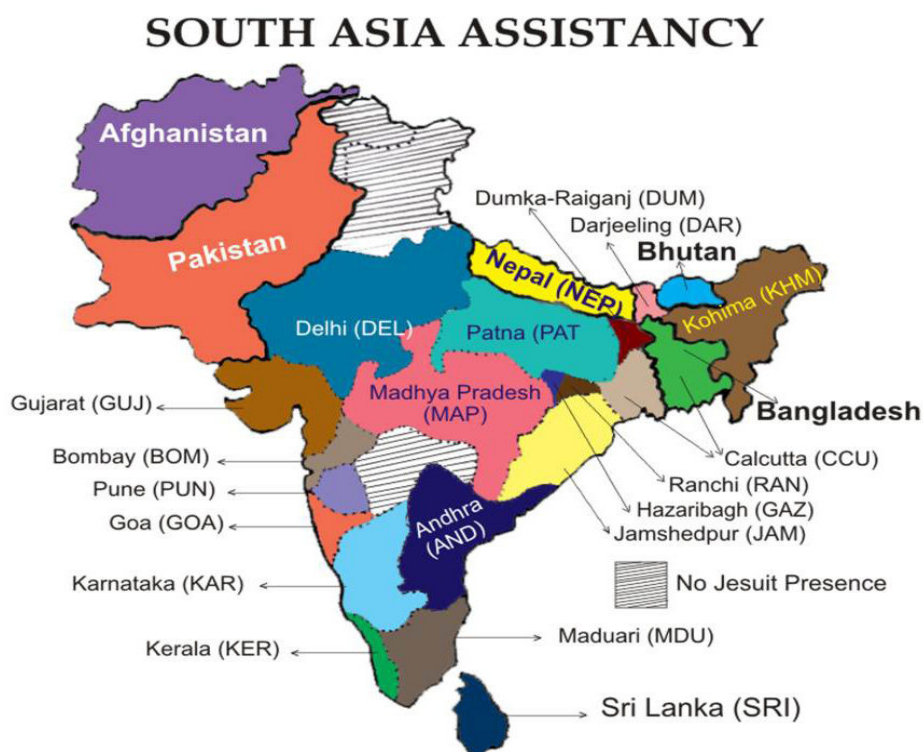 SOUTH ASIA ASSISTANCY
Afghanistan
Pakistan
Dumka-Raiganj (DUM)
Darjeeling (DAR)
Bhutan
Nepal (NEP)
Kohima (KHM)
Delhi (DEL)
Patna (PAT
Madhya Pradesh
(MAP)
Gujarat (GUJ)
Bangladesh
Bombay (BOM)
Calcutta (CCU)
Pune (PUN)
Ranchi (RAN)
Goa (GOA)
Hazaribagh (GAZ)
Andhra
(AND)
Jamshedpur (JAM)
Karnataka (KAR)
No Jesuit Presence
Kerala (KER)
Maduari (MDU)
Sri Lanka (SRI)